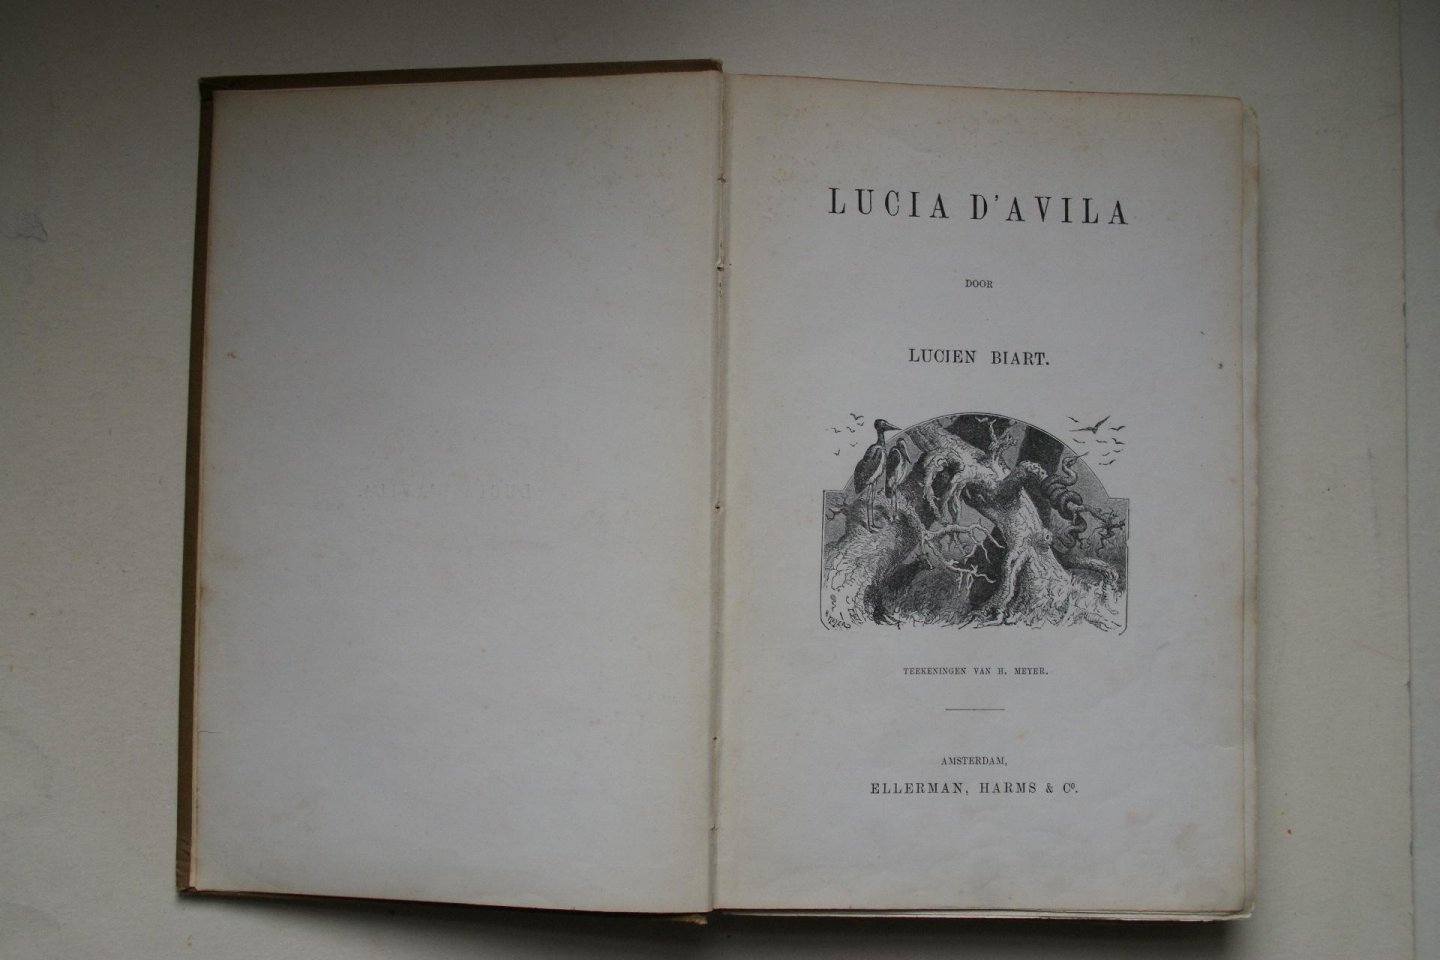 LUCIA D'AVILA
DOOR
LUCIEN BIART.
TEEKENINGEN VAN H. MEYER.
AMSTERDAM,
ELLERMAN, HARMS & Cº.